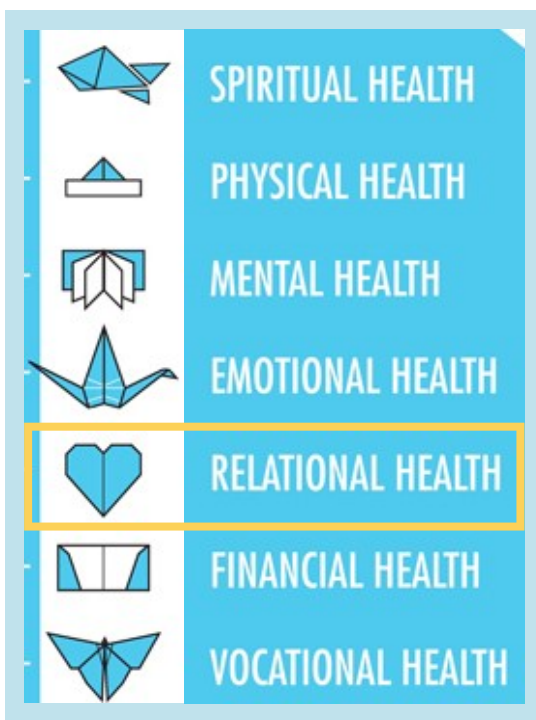 SPIRITUAL HEALTH
PHYSICAL HEALTH
MENTAL HEALTH
EMOTIONAL HEALTH
RELATIONAL HEALTH
FINANCIAL HEALTH
VOCATIONAL HEALTH